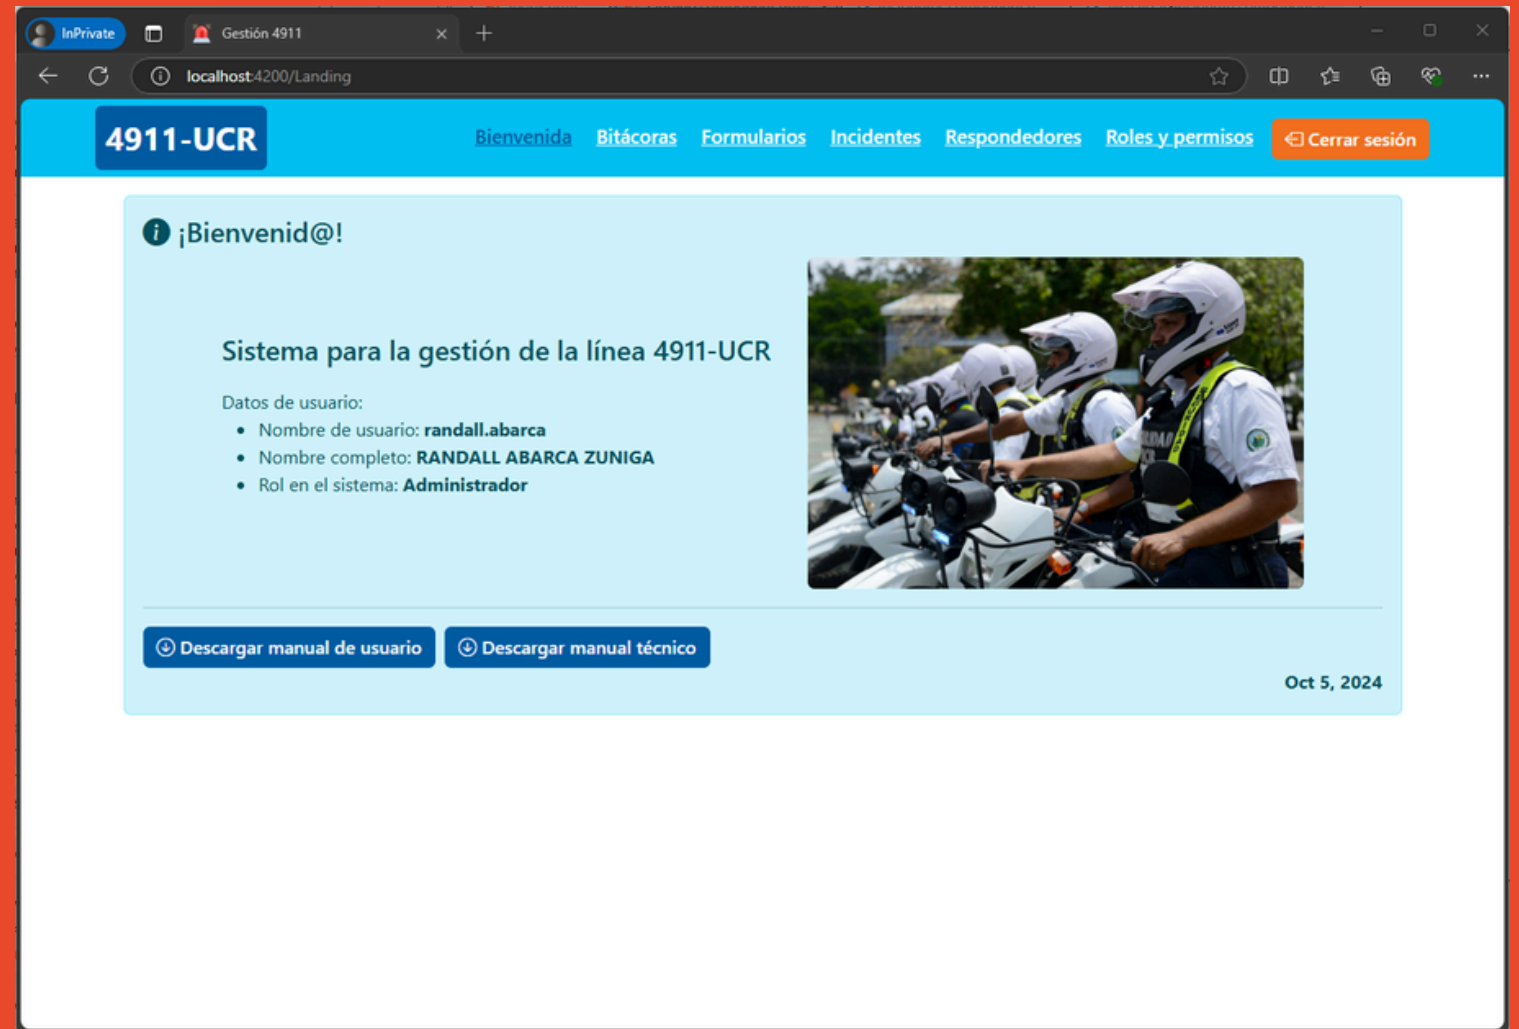 InPrivate
Gestión 4911
localhost:4200/Landing
4911-UCR
Bienvenida Bitácoras Formularios Incidentes Respondedores Roles y permisos Cerrar sesión
¡Bienvenid@!
Sistema para la gestión de la línea 4911-UCR
Datos de usuario:
Nombre de usuario: randall.abarca
Nombre completo: RANDALL ABARCA ZUNIGA
Rol en el sistema: Administrador
Descargar manual de usuario Descargar manual técnico
Oct 5, 2024